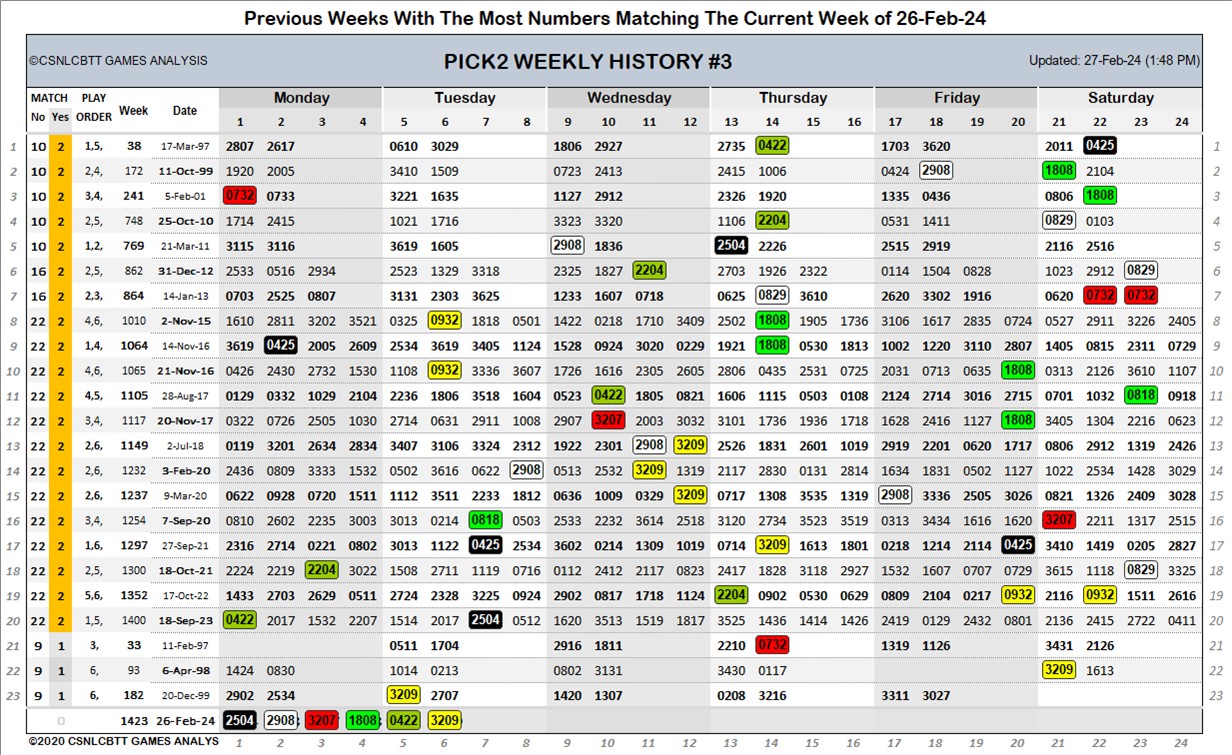 Previous Weeks With The Most Numbers Matching The Current Week of 26-Feb-24
©CSNLCBTT GAMES ANALYSIS PICK2 WEEKLY HISTORY #3 Updated: 27-Feb-24 (1:48 PM)
MATCH PLAY Week Date Monday Tuesday Wednesday Thursday Friday Saturday
No Yes ORDER 1 2 3 4 5 6 7 8 9 10 11 12 13 14 15 16 17 18 19 20 21 22 23 24
1 10 2 1,5, 38 17-Mar-97 2807 2617 0610 3029 1806 2927 2735 0422 1703 3620 2011 0425 1
2 10 2 2,4, 172 11-Oct-99 1920 2005 3410 1509 0723 2413 2415 1006 0424 2908 1808 2104 2
3 10 2 3,4, 241 5-Feb-01 0732 0733 3221 1635 1127 2912 2326 1920 1335 0436 0806 1808 3
4 10 2 2,5, 748 25-Oct-10 1714 2415 1021 1716 3323 3320 1106 2204 0531 1411 0829 0103 4
5 10 2 1,2, 769 21-Mar-11 3115 3116 3619 1605 2908 1836 2504 2226 2515 2919 2116 2516 5
6 16 2 2,5, 862 31-Dec-12 2533 0516 2934 2523 1329 3318 2325 1827 2204 2703 1926 2322 0114 1504 0828 1023 2912 0829 6
7 16 2 2,3, 864 14-Jan-13 0703 2525 0807 3131 2303 3625 1233 1607 0718 0625 0829 3610 2620 3302 1916 0620 0732 0732 7
8 22 2 4,6, 1010 2-Nov-15 1610 2811 3202 3521 0325 0932 1818 0501 1422 0218 1710 3409 2502 1808 1905 1736 3106 1617 2835 0724 0527 2911 3226 2405 8
9 22 2 1,4, 1064 14-Nov-16 3619 0425 2005 2609 2534 3619 3405 1124 1528 0924 3020 0229 1921 1808 0530 1813 1002 1220 3110 2807 1405 0815 2311 0729 9
10 22 2 4,6, 1065 21-Nov-16 0426 2430 2732 1530 1108 0932 3336 3607 1726 1616 2305 2605 2806 0435 2531 0725 2031 0713 0635 1808 0313 2126 3610 1107 10
11 22 2 4,5, 1105 28-Aug-17 0129 0332 1029 2104 2236 1806 3518 1604 0523 0422 1805 0821 1606 1115 0503 0108 2124 2714 3016 2715 0701 1032 0818 0918 11
12 22 2 3,4, 1117 20-Nov-17 0322 0726 2505 1030 2714 0631 2911 1008 2907 3207 2003 3032 3101 1736 1936 1718 1628 2416 1127 1808 3405 1304 2216 0623 12
13 22 2 2,6, 1149 2-Jul-18 0119 3201 2634 2834 3407 3106 3324 2312 1922 2301 2908 3209 2526 1831 2601 1019 2919 2201 0620 1717 0806 2912 3119 2426 13
14 22 2 2,6, 1232 3-Feb-20 2436 0809 3333 1532 0502 3616 0622 2908 0513 2532 3209 1319 2117 2830 0131 2814 1634 1831 0502 1127 1022 2534 1428 3029 14
15 22 2 2,6, 1237 9-Mar-20 0622 0928 0720 1511 1112 3511 2233 1812 0636 1009 0329 3209 0717 1308 3535 1319 2908 3336 2505 3026 0821 1326 2409 3028 15
16 22 2 3,4, 1254 7-Sep-20 0810 2602 2235 3003 3013 0214 0818 0503 2533 2232 3614 2518 3120 2734 3523 3519 0313 3434 1616 1620 3207 2211 1317 2515 16
17 22 2 1,6, 1297 27-Sep-21 2316 2714 0221 0802 3013 1122 0425 2534 3602 0214 1309 1019 0714 3209 1613 1801 0218 1214 2114 0425 3410 1419 0205 2827 17
18 22 2 2,5, 1300 18-Oct-21 2224 2219 2204 3022 1508 2711 1119 0716 0112 2412 2117 0823 2417 1828 3118 2927 1532 1607 0707 0729 3615 1118 0829 3325 18
19 22 2 5,6, 1352 17-Oct-22 1433 2703 2629 0511 2724 2328 3225 0924 2902 0817 1718 1124 2204 0902 0530 0629 0809 2104 0217 0932 2116 0932 1511 2616 19
20 22 2 1,5, 1400 18-Sep-23 0422 2017 1532 2207 1514 2017 2504 0512 1620 3513 1519 1817 3525 1436 1414 1426 2419 0129 2432 0801 2136 2415 2722 0411 20
21 9 1 3, 33 11-Feb-97 0511 1704 2916 1811 2210 0732 1319 1126 3431 2126 21
22 9 1 6, 93 6-Apr-98 1424 0830 1014 0213 0802 3131 3430 0117 3209 1613 22
23 9 1 6, 182 20-Dec-99 2902 2534 3209 2707 1420 1307 0208 3216 3311 3027 23
0 1423 26-Feb-24 2504 2908 3207 1808 0422 3209
©2020 CSNLCBTT GAMES ANALYS 1 2 3 4 5 6 7 8 9 10 11 12 13 14 15 16 17 18 19 20 21 22 23 24